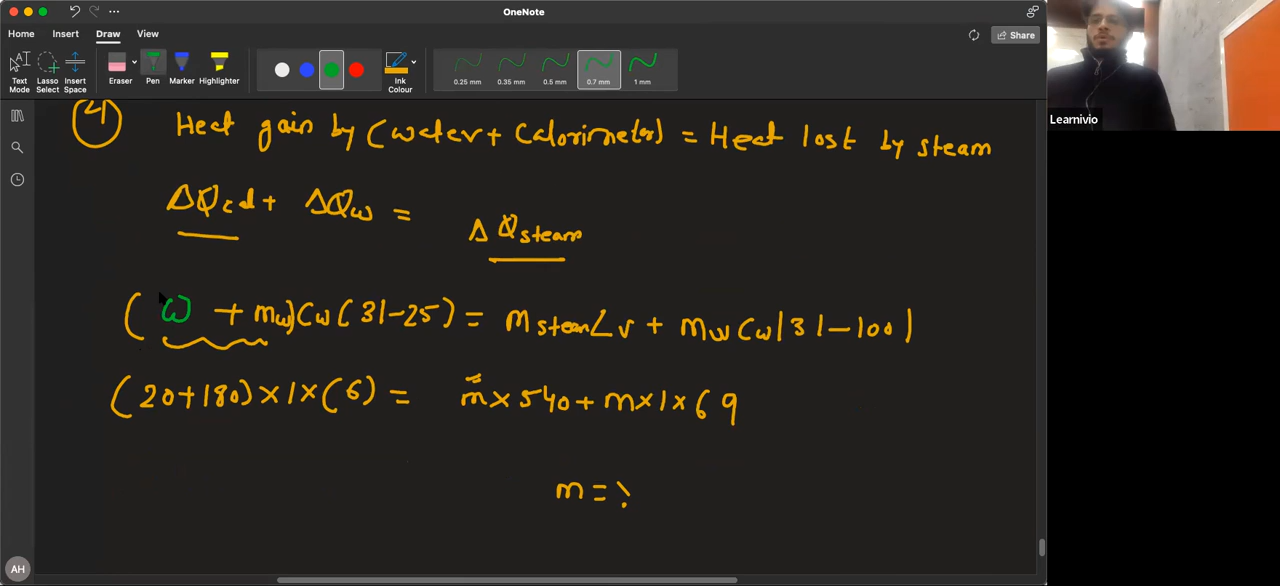 OneNote
Home Insert Draw View
Share
Text Mode
Lasso Select
Insert Space
Eraser
Pen
Marker
Highlighter
Ink Colour
0.25 mm
0.35 mm
0.5 mm
0.7 mm
1 mm
Learnivio
4 Heat gain by (water + Calorimeter) = Heat lost by steam
ΔQcal + ΔQw = ΔQsteam
( W + mw) Cw (31-25) = msteam Lv + mw Cw |31-100|
(20+180) × 1 × (6) = m × 540 + m × 1 × 69
m = ?
AH